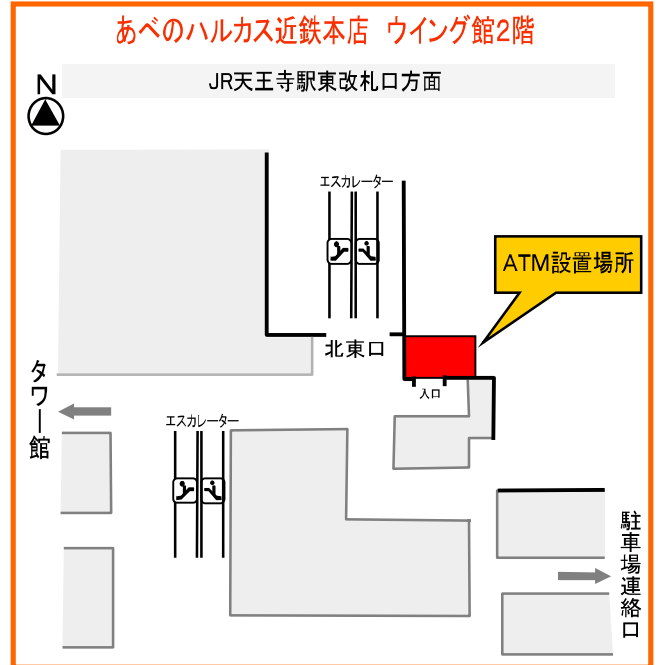 あべのハルカス近鉄本店 ウイング館2階
JR天王寺駅東改札口方面
N
エスカレーター
ATM設置場所
北東口
入口
タワー館
エスカレーター
駐車場連絡口